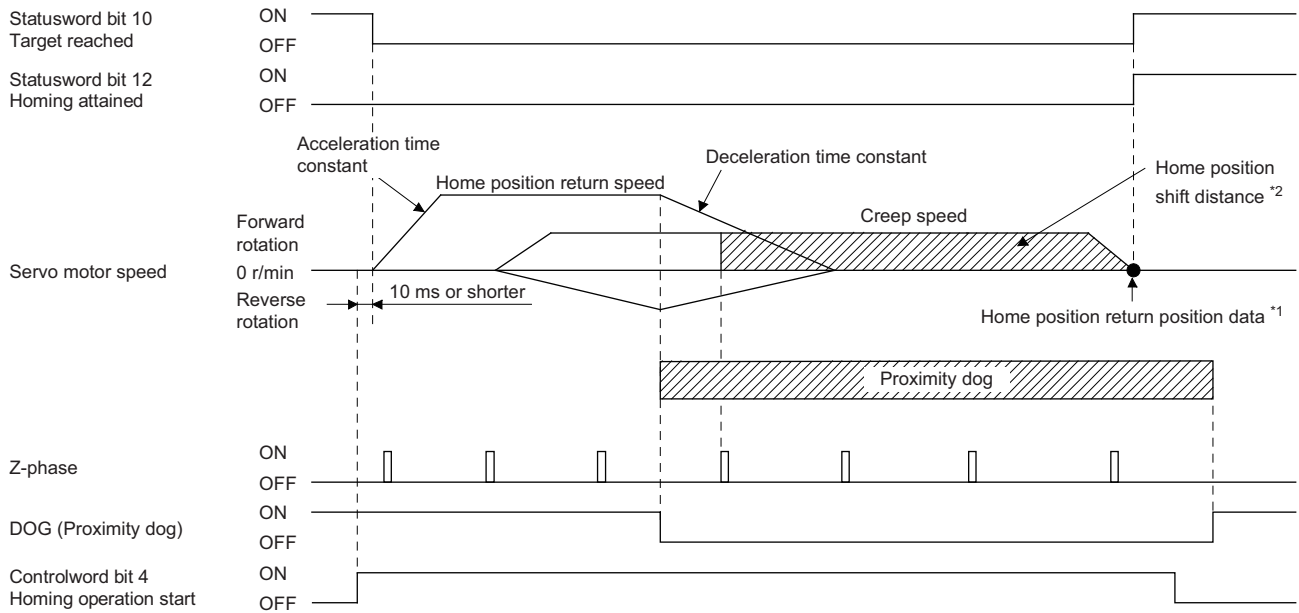 Statusword bit 10
Target reached
ON
OFF
Statusword bit 12
Homing attained
ON
OFF
Acceleration time
constant
Home position return speed
Deceleration time constant
Home position
shift distance *2
Creep speed
Forward
rotation
Servo motor speed
0 r/min
Reverse
rotation
10 ms or shorter
Home position return position data *1
Proximity dog
Z-phase
ON
OFF
DOG (Proximity dog)
ON
OFF
Controlword bit 4
Homing operation start
ON
OFF